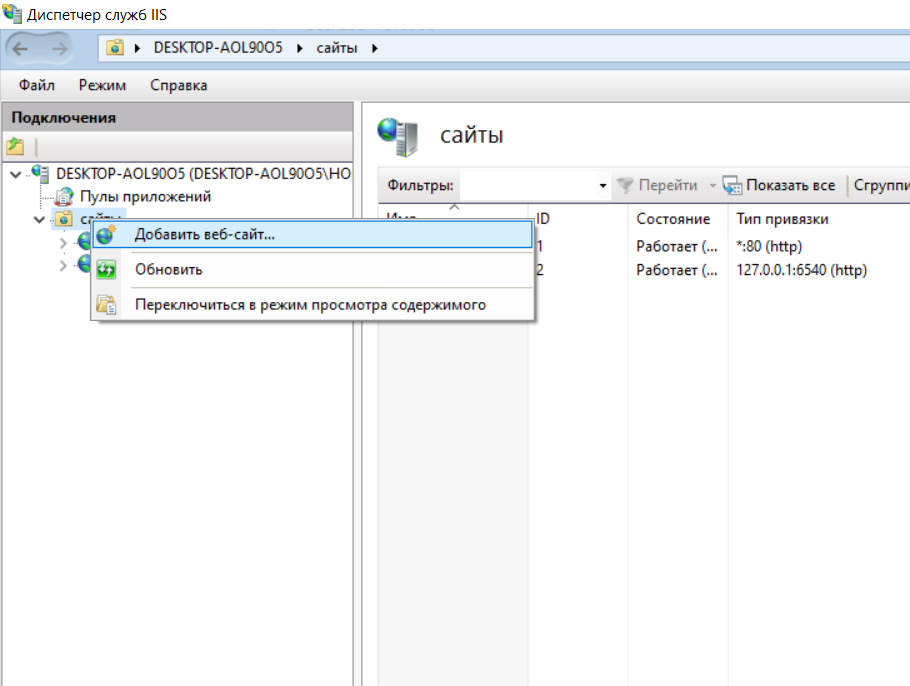 Диспетчер служб IIS
DESKTOP-AOL90O5 сайты
Файл Режим Справка
Подключения
DESKTOP-AOL90O5 (DESKTOP-AOL90O5\HO
Пулы приложений
сайты
Добавить веб-сайт...
Обновить
Переключиться в режим просмотра содержимого
сайты
Фильтры: Перейти Показать все Сгруппи
Имя ID Состояние Тип привязки
1 Работает (... *:80 (http)
2 Работает (... 127.0.0.1:6540 (http)